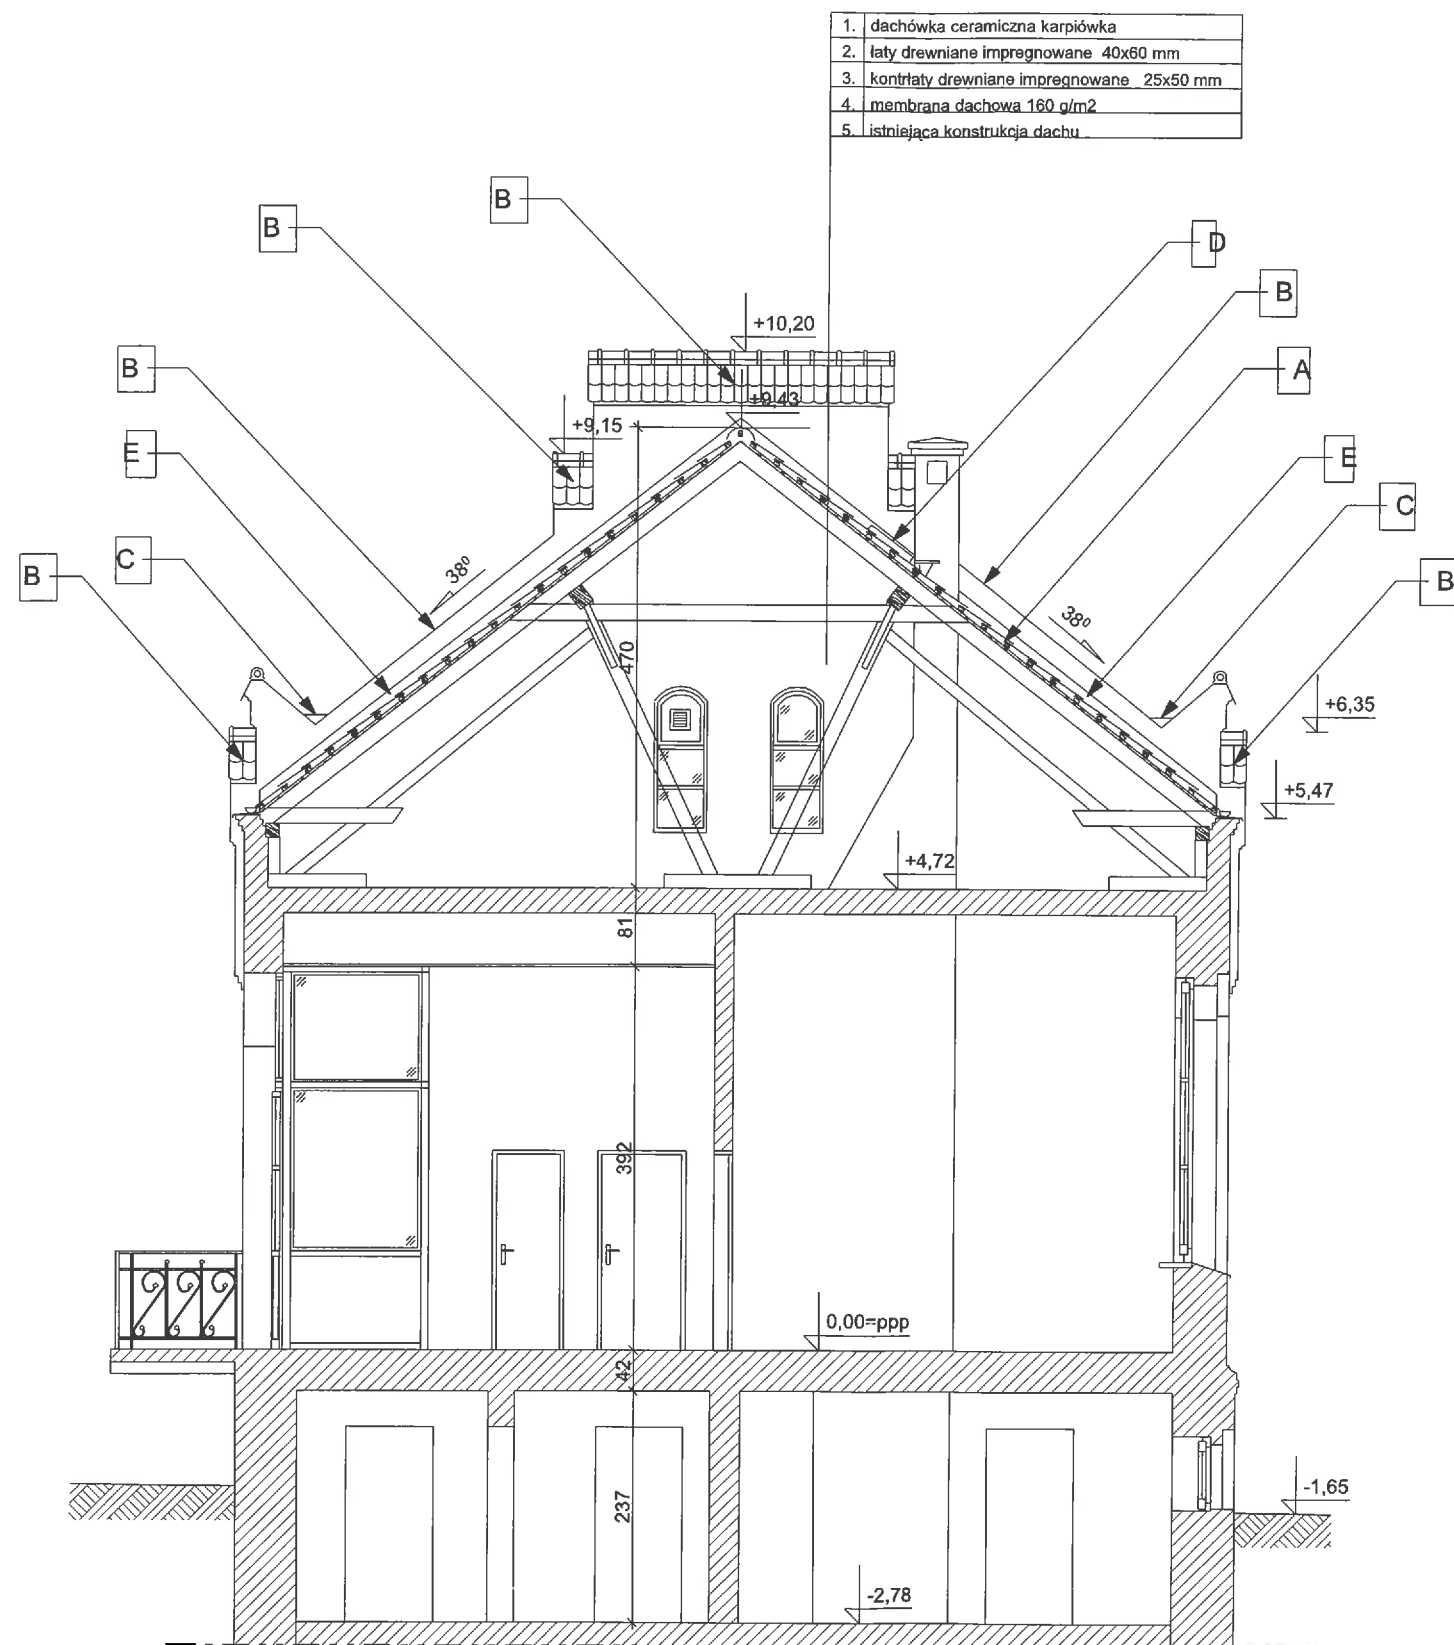 1. dachówka ceramiczna karpiówka
2. łaty drewniane impregnowane 40x60 mm
3. kontrłaty drewniane impregnowane 25x50 mm
4. membrana dachowa 160 g/m2
5. istniejąca konstrukcja dachu
B
B
D
B
+10,20
B
A
+9,43
+9,15
E
E
C
C
B
B
38⁰
38⁰
470
+6,35
+5,47
+4,72
81
392
0,00=ppp
42
237
-1,65
-2,78